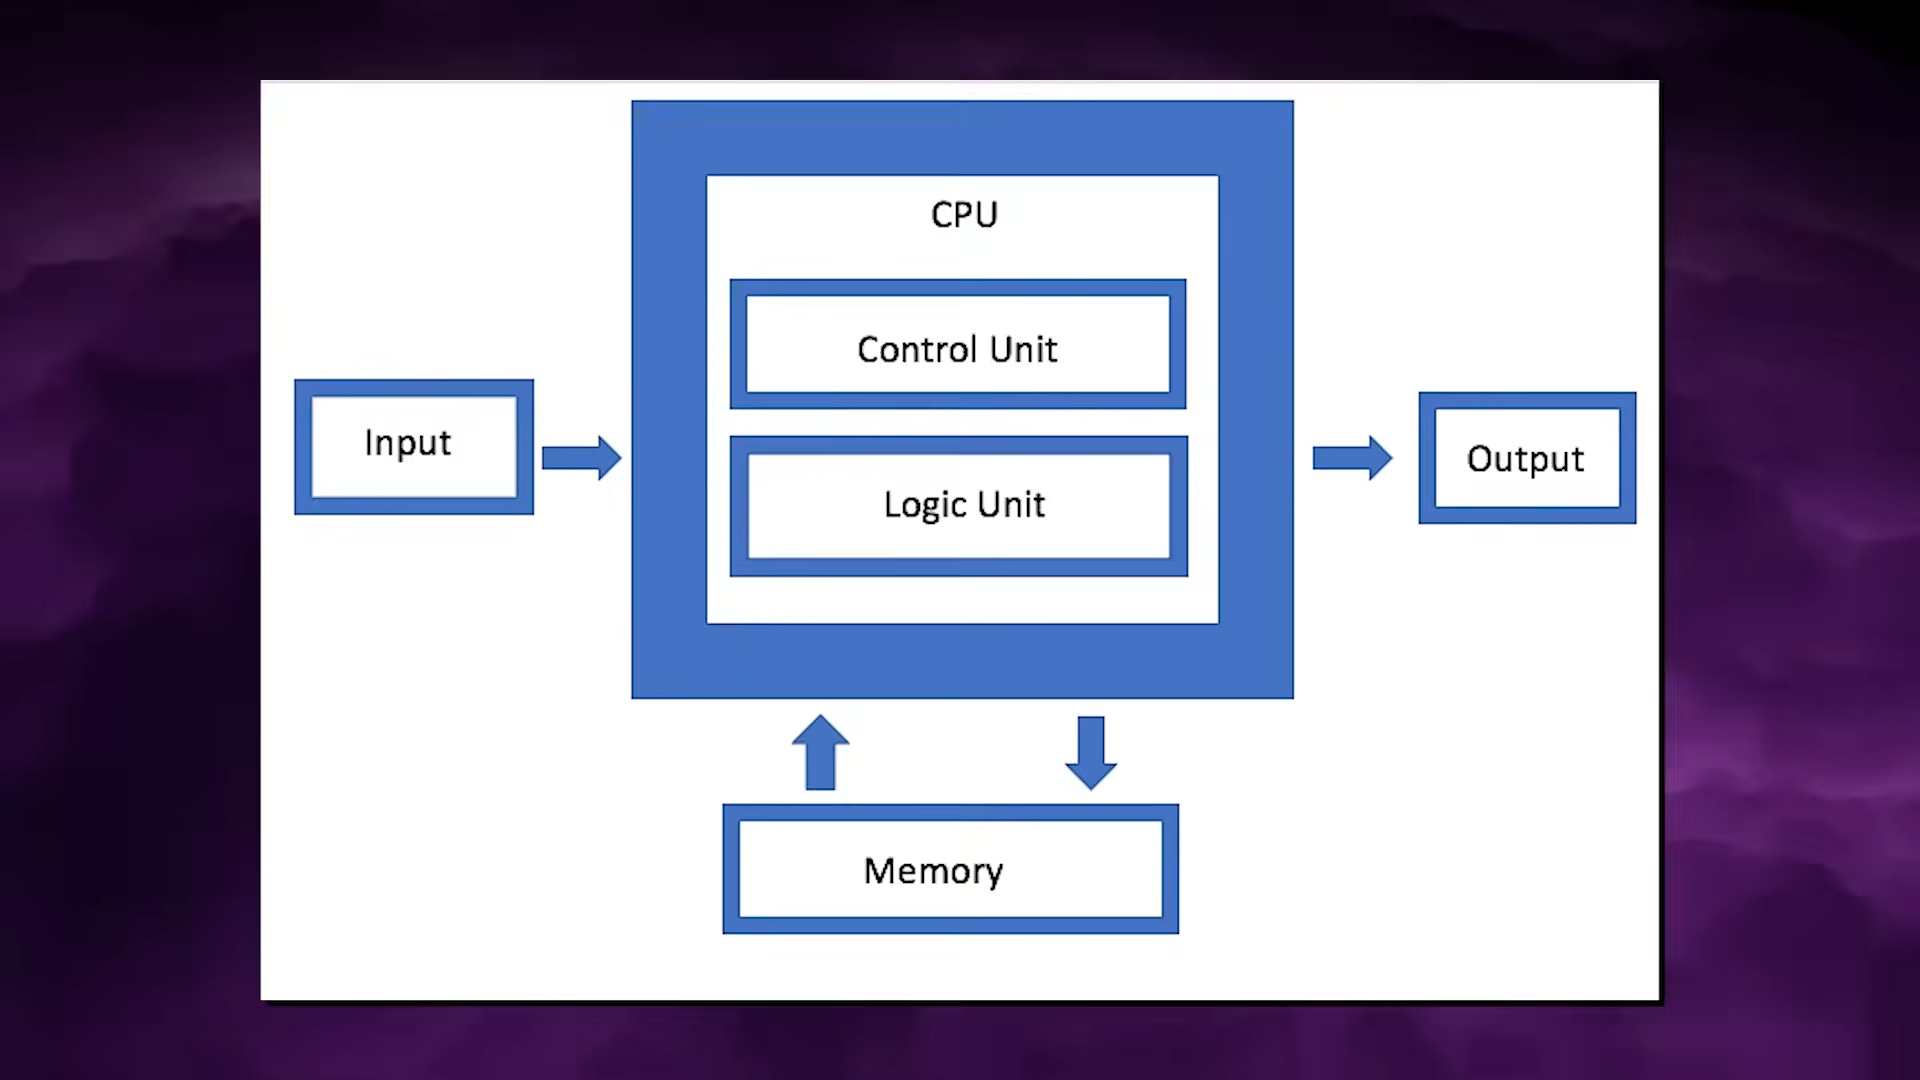 CPU
Control Unit
Input
Logic Unit
Output
Memory